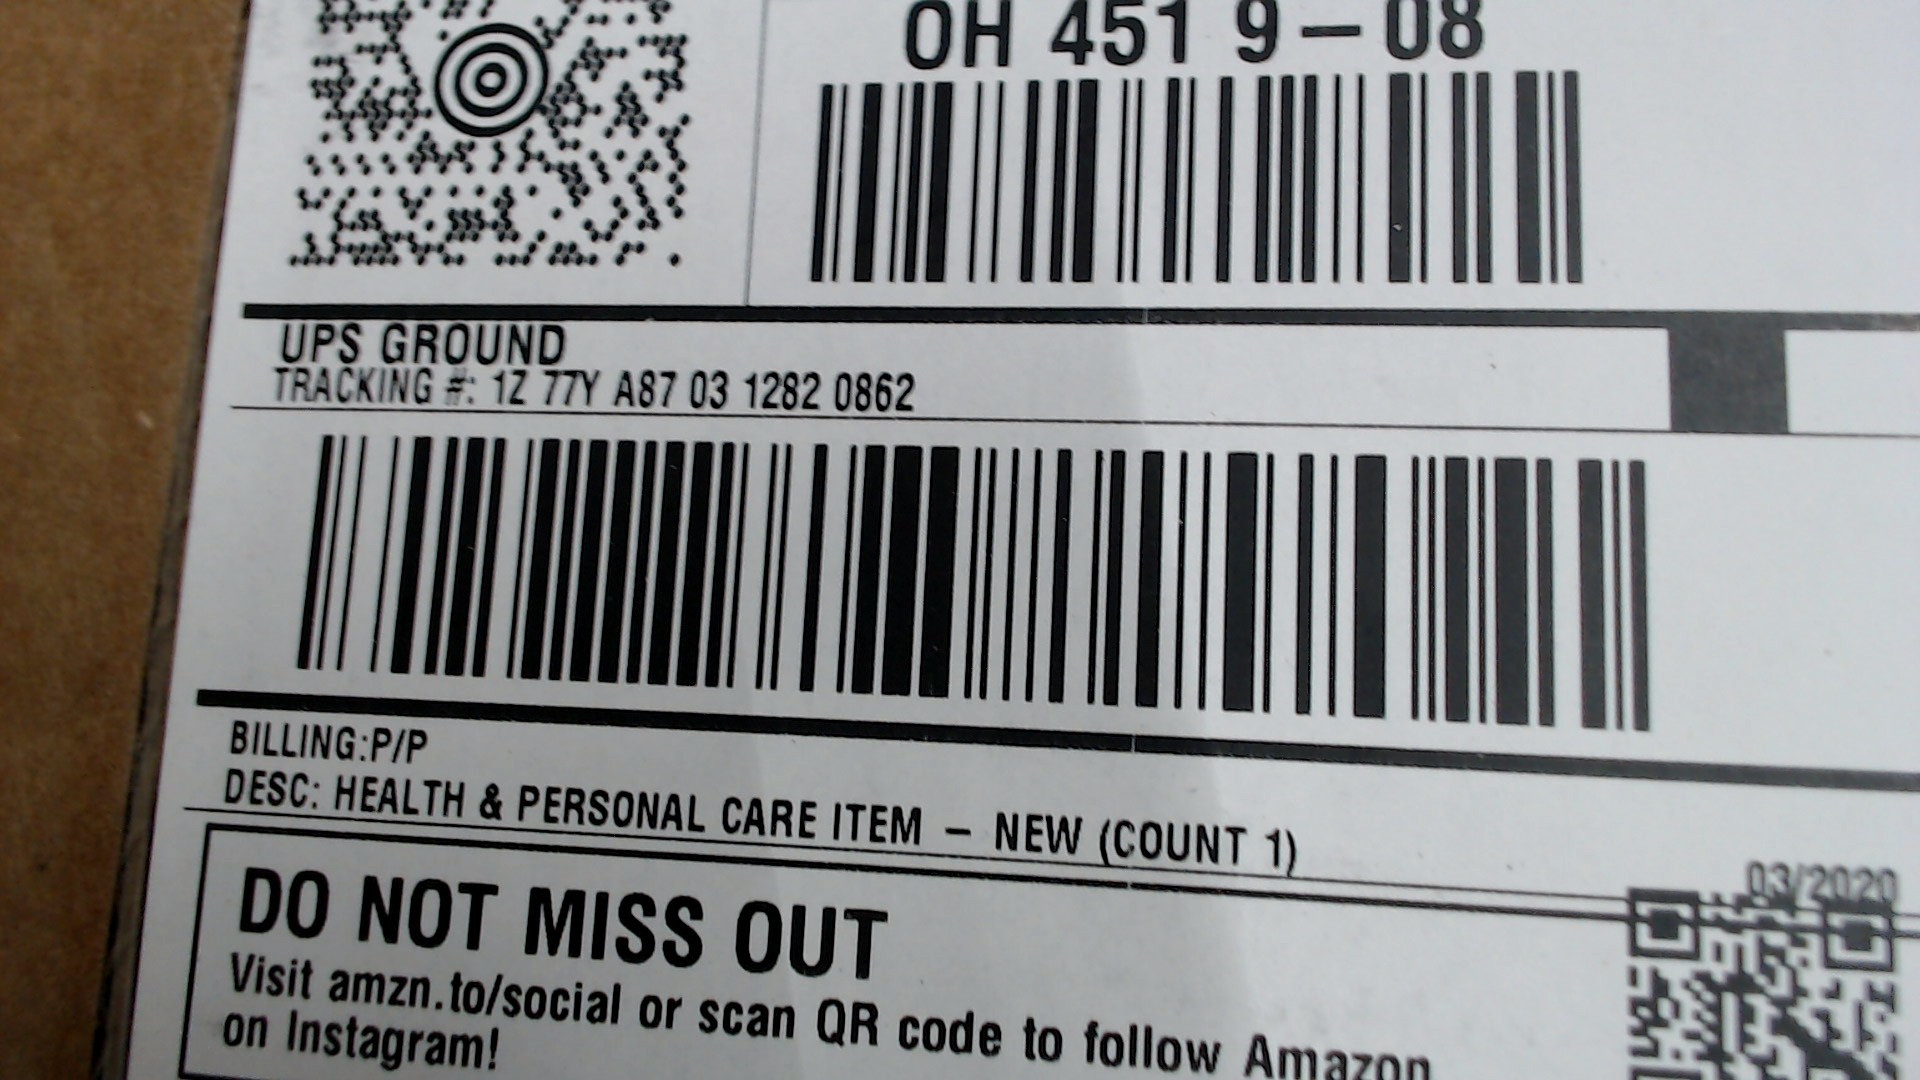 OH 451 9-08
UPS GROUND
TRACKING #: 1Z 77Y A87 03 1282 0862
BILLING:P/P
DESC: HEALTH & PERSONAL CARE ITEM - NEW (COUNT 1)
03/2020
DO NOT MISS OUT
Visit amzn.to/social or scan QR code to follow Amazon
on Instagram!